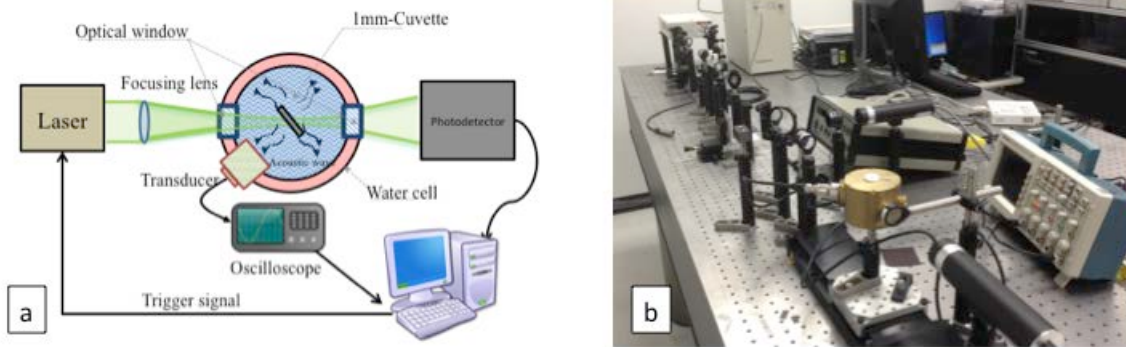 1mm-Cuvette
Optical window
Focusing lens
Laser
Photodetector
Acoustic wave
Transducer
Water cell
Oscilloscope
Trigger signal
a
b